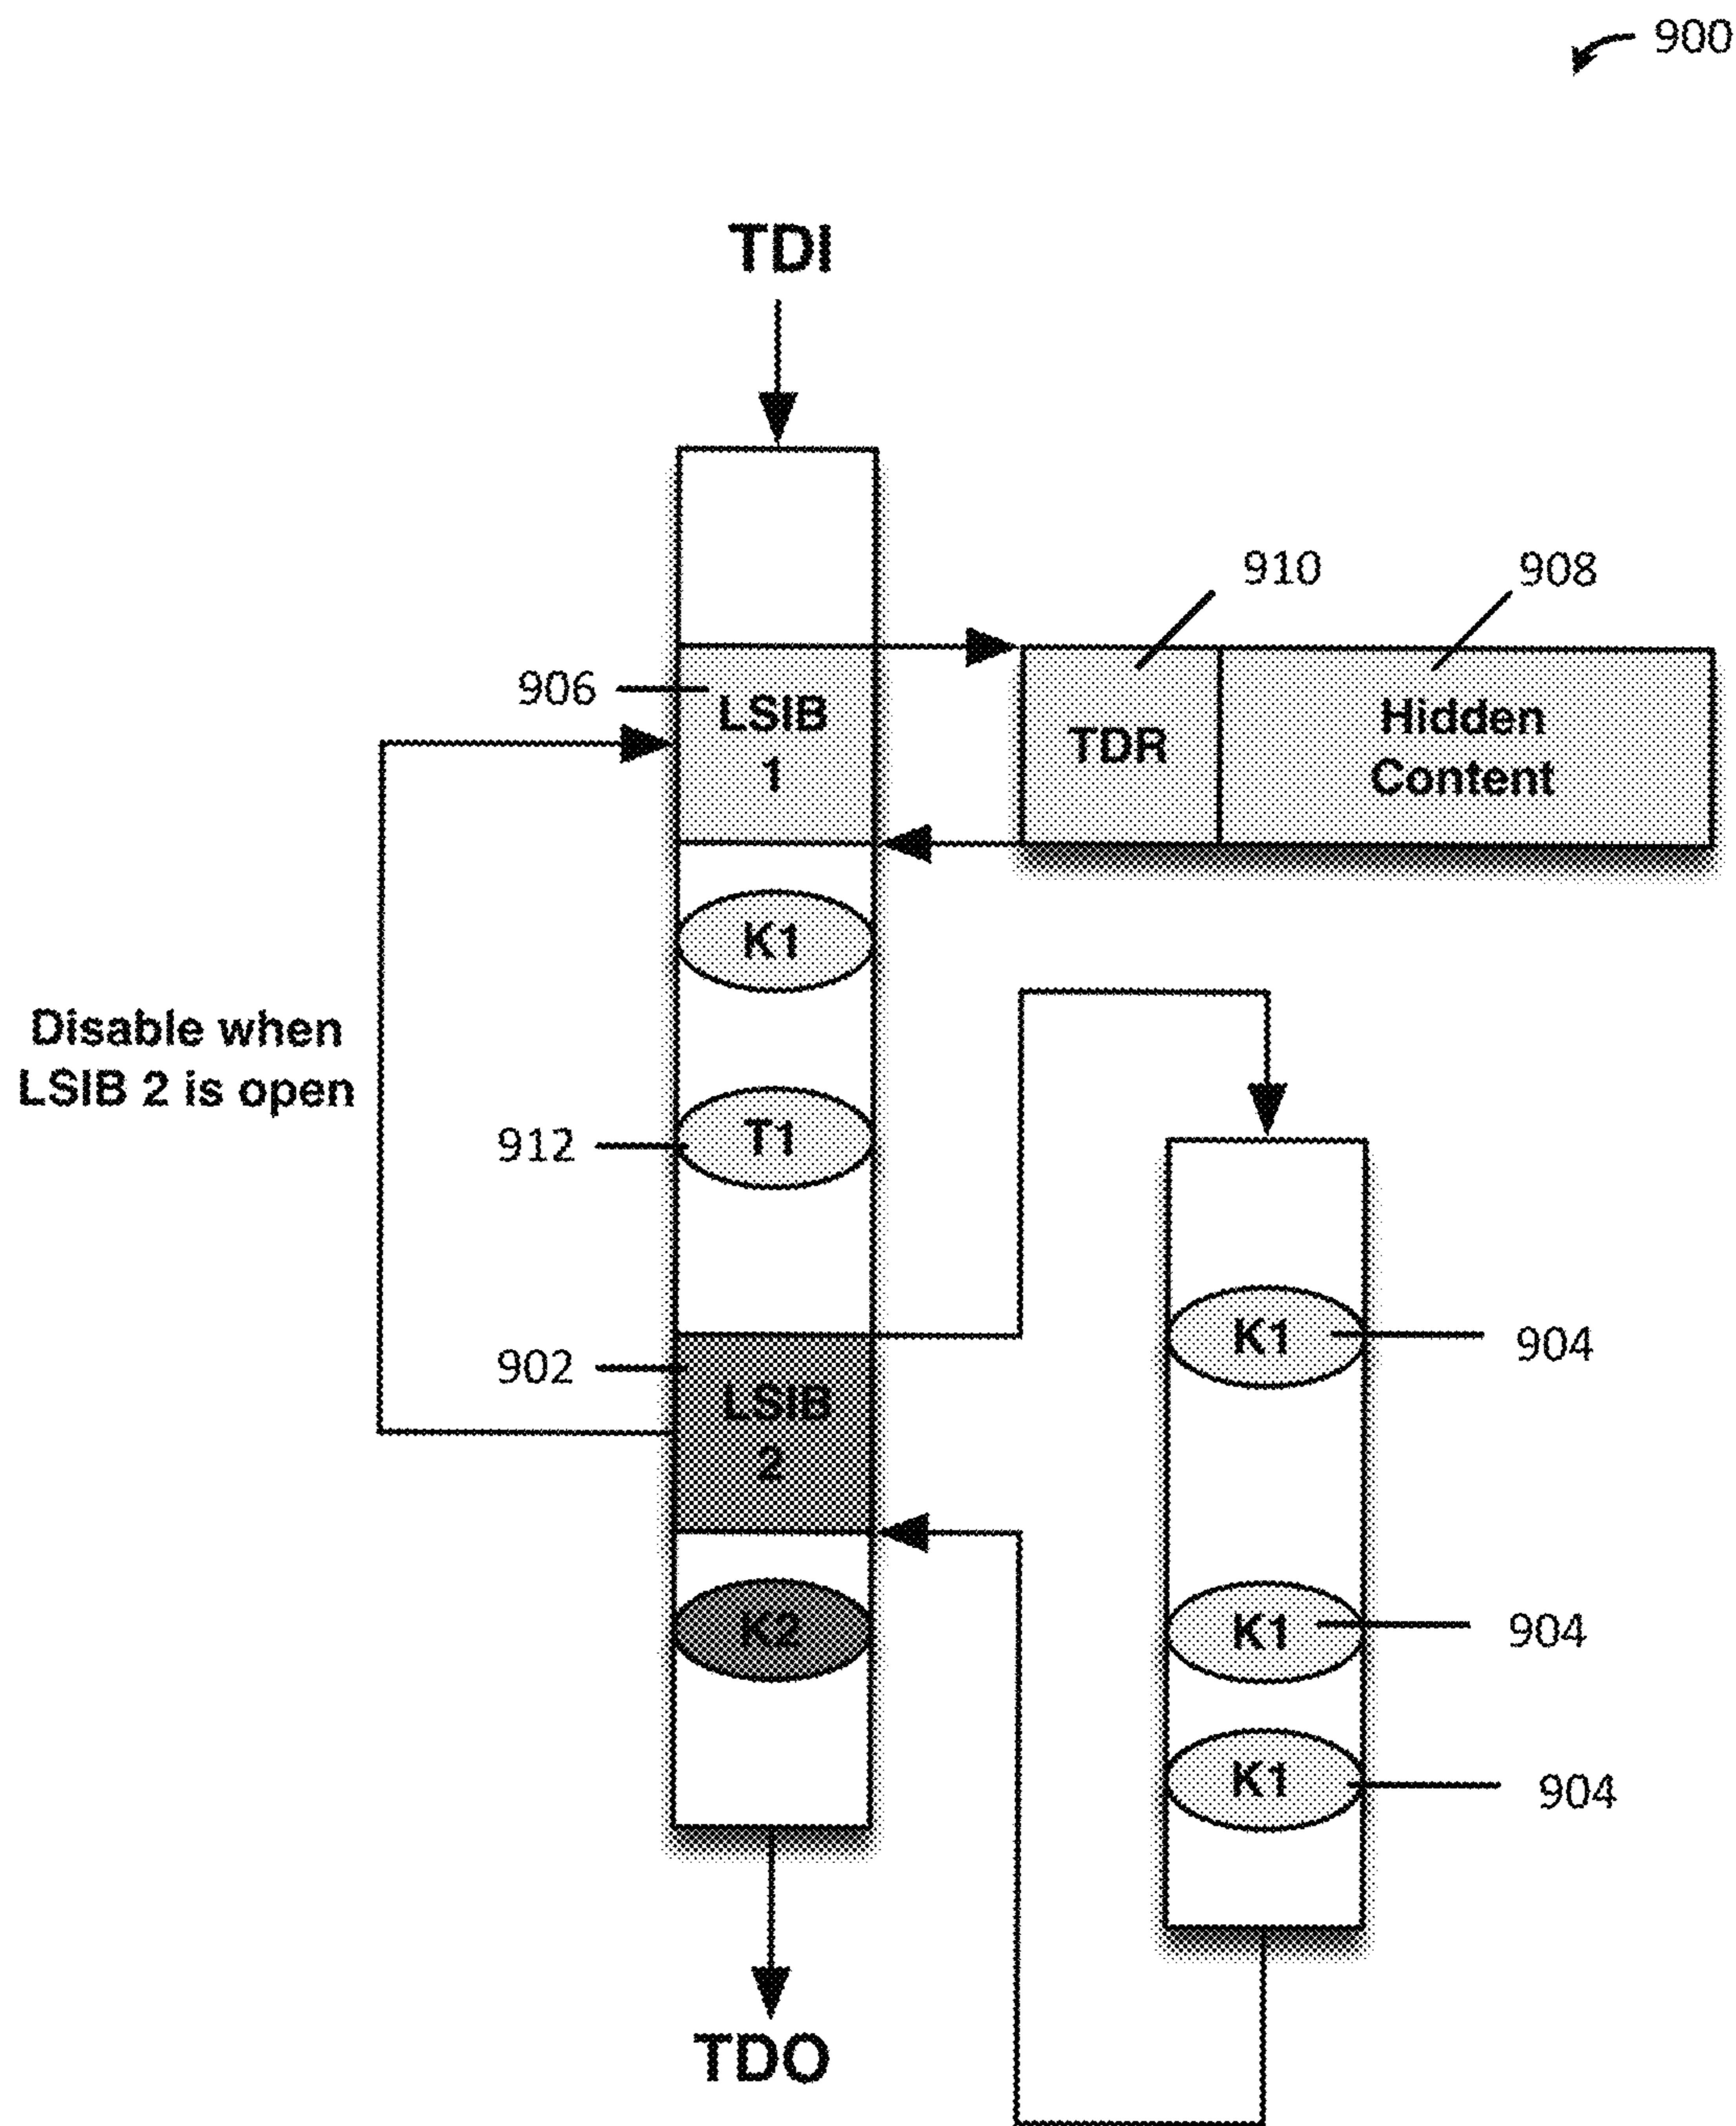 900
TDI
910
908
906
LSIB
1
TDR
Hidden
Content
K1
Disable when
LSIB 2 is open
912
T1
902
LSIB
2
K1
904
K2
K1
904
K1
904
TDO